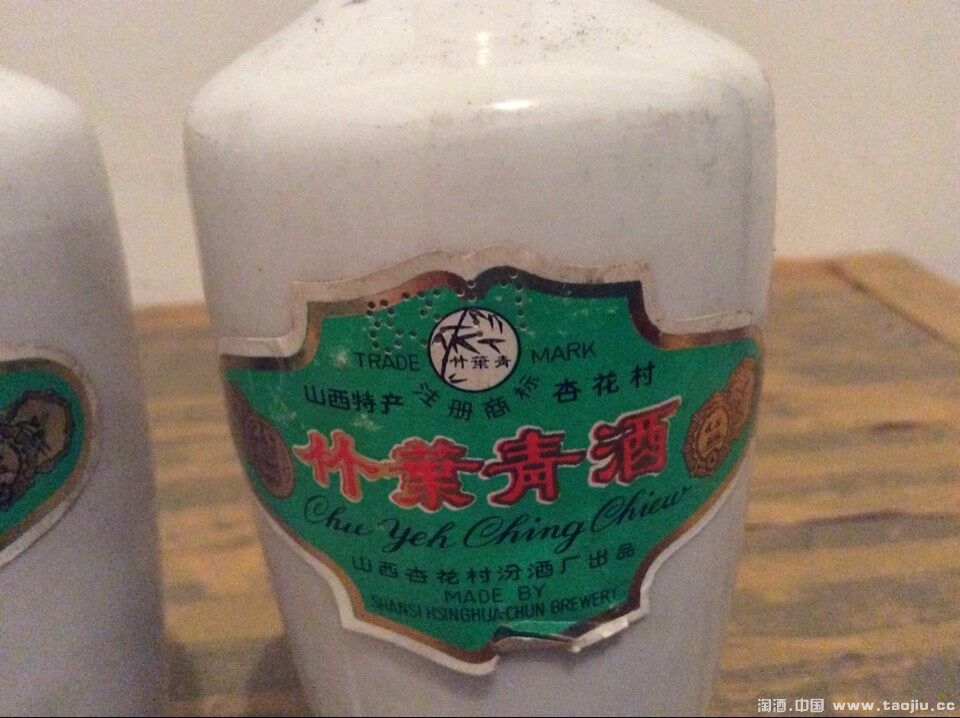 竹葉青
TRADE MARK
山西特产 注册商标 杏花村
竹葉青酒
Chu Yeh Ching Chiew
山西杏花村汾酒厂出品
MADE BY
SHANSI HSINGHUA-CHUN BREWERY
淘酒.中国 www.taojiu.cc